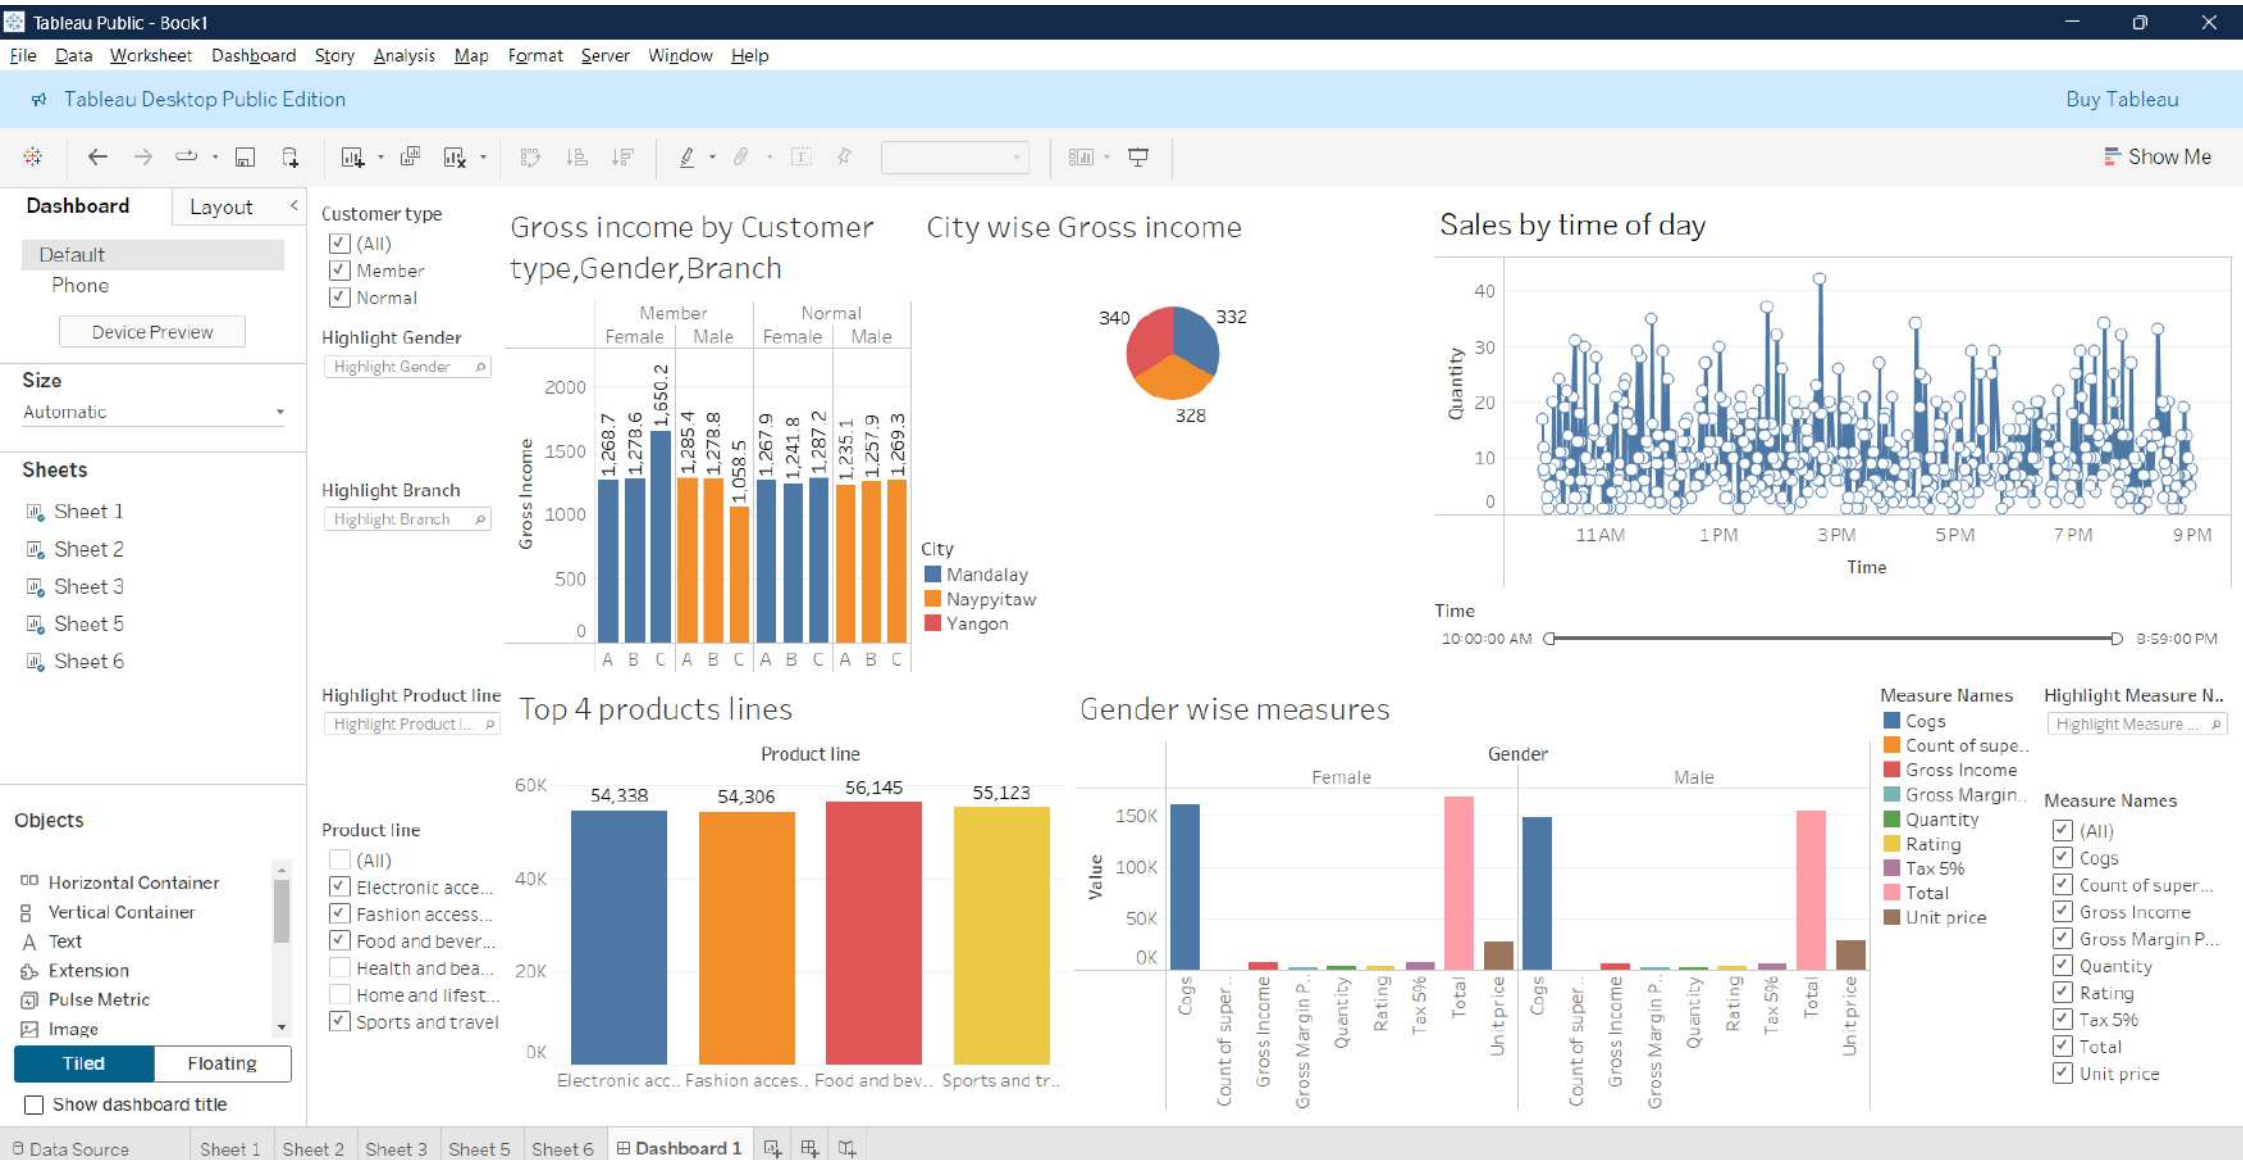 Tableau Public - Book1
File Data Worksheet Dashboard Story Analysis Map Format Server Window Help
Tableau Desktop Public Edition
Buy Tableau
Show Me
Dashboard
Layout
Default
Phone
Device Preview
Size
Automatic
Sheets
Sheet 1
Sheet 2
Sheet 3
Sheet 5
Sheet 6
Objects
Horizontal Container
Vertical Container
Text
Extension
Pulse Metric
Image
Tiled
Floating
Show dashboard title
Customer type
(All)
Member
Normal
Highlight Gender
Highlight Gender
Highlight Branch
Highlight Branch
Highlight Product line
Highlight Product l...
Product line
(All)
Electronic acce...
Fashion access...
Food and bever...
Health and bea...
Home and lifest...
Sports and travel
Gross income by Customer
type,Gender,Branch
Member Normal
Female Male Female Male
Gross Income
2000
1500
1000
500
0
1,268.7
1,278.6
1,650.2
1,285.4
1,278.8
1,058.5
1,267.9
1,241.8
1,287.2
1,235.1
1,257.9
1,269.3
A B C A B C A B C A B C
City wise Gross income
340
332
328
City
Mandalay
Naypyitaw
Yangon
Sales by time of day
Quantity
40
30
20
10
0
11 AM 1 PM 3 PM 5 PM 7 PM 9 PM
Time
Time
10:00:00 AM
8:59:00 PM
Top 4 products lines
Product line
60K
40K
20K
0K
54,338
54,306
56,145
55,123
Electronic acc.. Fashion acces.. Food and bev.. Sports and tr..
Gender wise measures
Gender
Female Male
Value
150K
100K
50K
0K
Cogs
Count of super..
Gross Income
Gross Margin P..
Quantity
Rating
Tax 5%
Total
Unit price
Cogs
Count of super..
Gross Income
Gross Margin P..
Quantity
Rating
Tax 5%
Total
Unit price
Measure Names
Cogs
Count of supe..
Gross Income
Gross Margin..
Quantity
Rating
Tax 5%
Total
Unit price
Highlight Measure N..
Highlight Measure ...
Measure Names
(All)
Cogs
Count of super...
Gross Income
Gross Margin P...
Quantity
Rating
Tax 5%
Total
Unit price
Data Source
Sheet 1
Sheet 2
Sheet 3
Sheet 5
Sheet 6
Dashboard 1